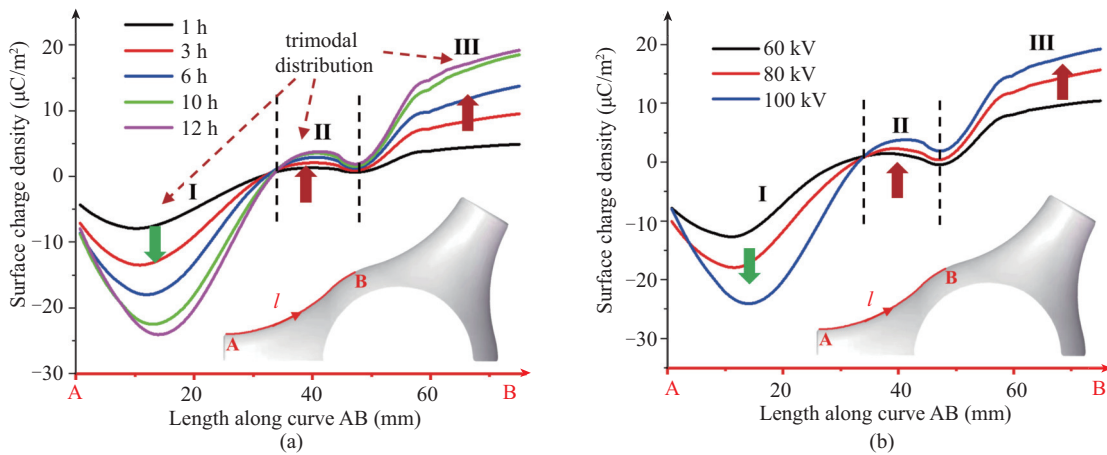 20
10
0
−10
−20
−30
Surface charge density (μC/m²)
1 h
3 h
6 h
10 h
12 h
trimodal
distribution
I
II
III
A
l
B
A
20
40
60
B
Length along curve AB (mm)
(a)
20
10
0
−10
−20
−30
Surface charge density (μC/m²)
60 kV
80 kV
100 kV
I
II
III
A
l
B
A
20
40
60
B
Length along curve AB (mm)
(b)